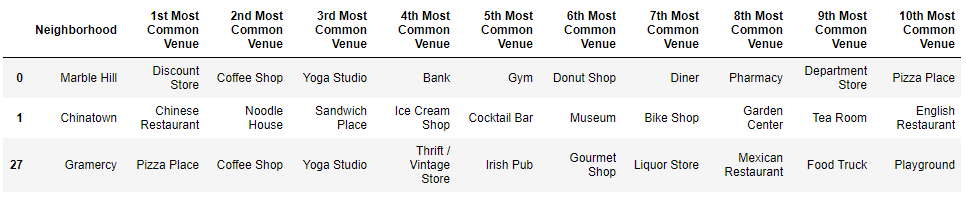 Neighborhood 1st Most Common Venue 2nd Most Common Venue 3rd Most Common Venue 4th Most Common Venue 5th Most Common Venue 6th Most Common Venue 7th Most Common Venue 8th Most Common Venue 9th Most Common Venue 10th Most Common Venue
0 Marble Hill Discount Store Coffee Shop Yoga Studio Bank Gym Donut Shop Diner Pharmacy Department Store Pizza Place
1 Chinatown Chinese Restaurant Noodle House Sandwich Place Ice Cream Shop Cocktail Bar Museum Bike Shop Garden Center Tea Room English Restaurant
27 Gramercy Pizza Place Coffee Shop Yoga Studio Thrift / Vintage Store Irish Pub Gourmet Shop Liquor Store Mexican Restaurant Food Truck Playground